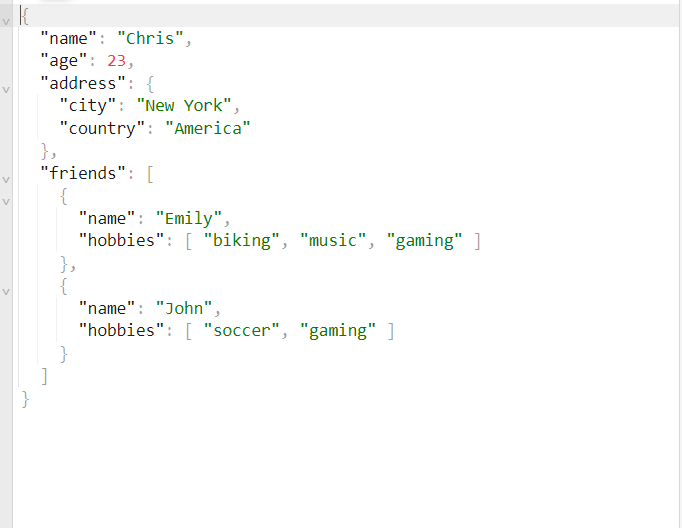 {
"name": "Chris",
"age": 23,
"address": {
"city": "New York",
"country": "America"
},
"friends": [
{
"name": "Emily",
"hobbies": [ "biking", "music", "gaming" ]
},
{
"name": "John",
"hobbies": [ "soccer", "gaming" ]
}
]
}